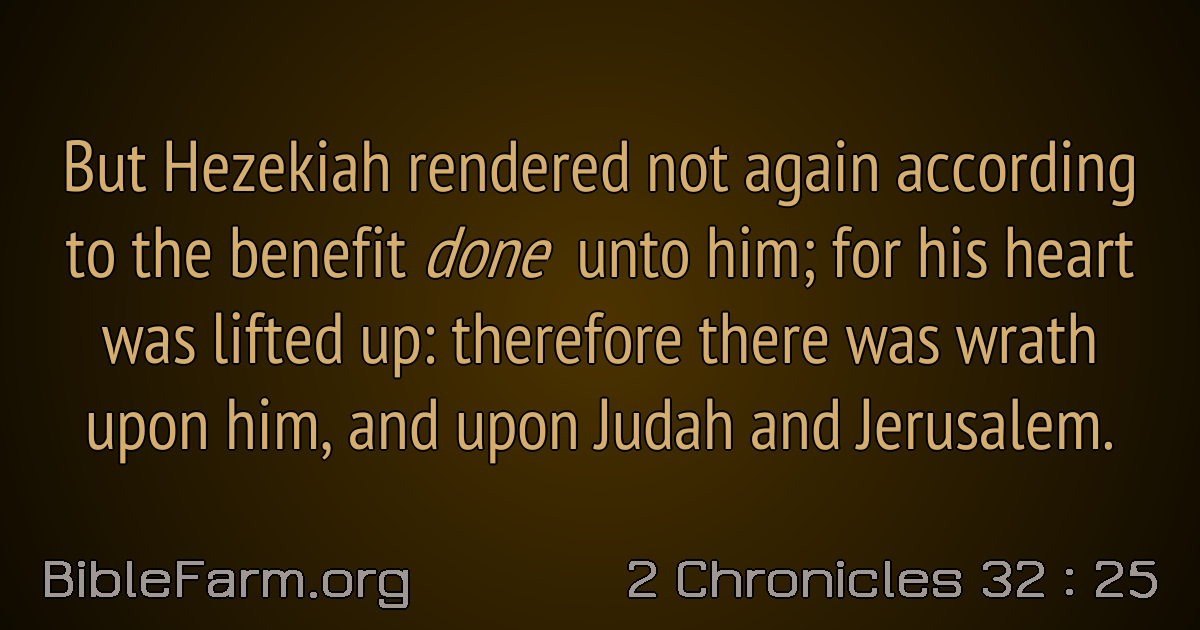 But Hezekiah rendered not again according
to the benefit done unto him; for his heart
was lifted up: therefore there was wrath
upon him, and upon Judah and Jerusalem.
BibleFarm.org
2 Chronicles 32 : 25